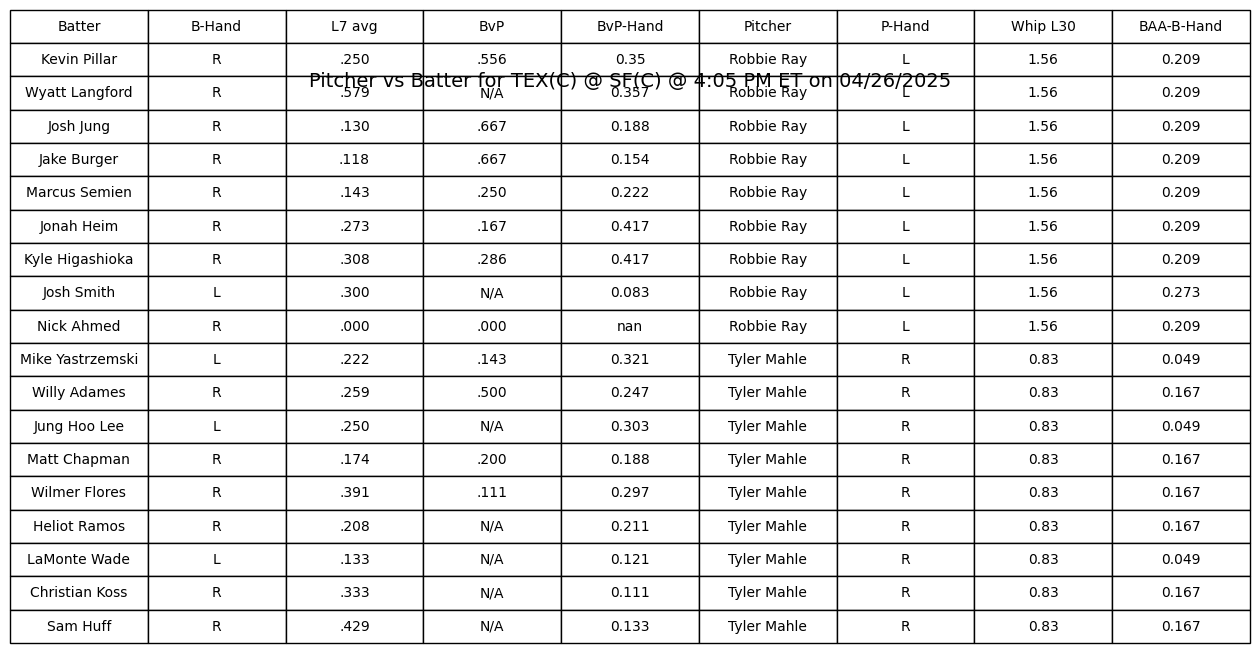 Batter B-Hand L7 avg BvP BvP-Hand Pitcher P-Hand Whip L30 BAA-B-Hand
Kevin Pillar R .250 .556 0.35 Robbie Ray L 1.56 0.209
Pitcher vs Batter for TEX(C) @ SF(C) @ 4:05 PM ET on 04/26/2025
Wyatt Langford R .579 N/A 0.357 Robbie Ray L 1.56 0.209
Josh Jung R .130 .667 0.188 Robbie Ray L 1.56 0.209
Jake Burger R .118 .667 0.154 Robbie Ray L 1.56 0.209
Marcus Semien R .143 .250 0.222 Robbie Ray L 1.56 0.209
Jonah Heim R .273 .167 0.417 Robbie Ray L 1.56 0.209
Kyle Higashioka R .308 .286 0.417 Robbie Ray L 1.56 0.209
Josh Smith L .300 N/A 0.083 Robbie Ray L 1.56 0.273
Nick Ahmed R .000 .000 nan Robbie Ray L 1.56 0.209
Mike Yastrzemski L .222 .143 0.321 Tyler Mahle R 0.83 0.049
Willy Adames R .259 .500 0.247 Tyler Mahle R 0.83 0.167
Jung Hoo Lee L .250 N/A 0.303 Tyler Mahle R 0.83 0.049
Matt Chapman R .174 .200 0.188 Tyler Mahle R 0.83 0.167
Wilmer Flores R .391 .111 0.297 Tyler Mahle R 0.83 0.167
Heliot Ramos R .208 N/A 0.211 Tyler Mahle R 0.83 0.167
LaMonte Wade L .133 N/A 0.121 Tyler Mahle R 0.83 0.049
Christian Koss R .333 N/A 0.111 Tyler Mahle R 0.83 0.167
Sam Huff R .429 N/A 0.133 Tyler Mahle R 0.83 0.167